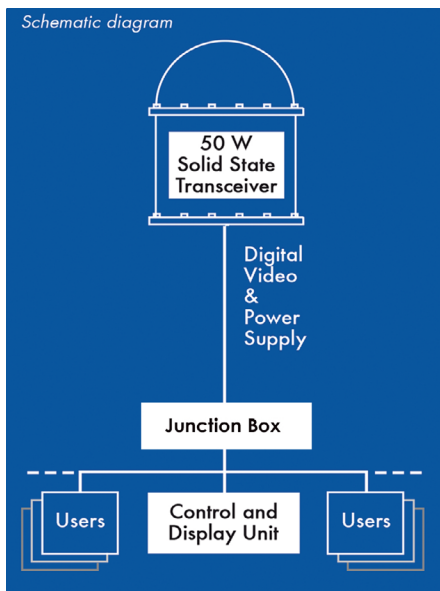 Schematic diagram
50 W
Solid State
Transceiver
Digital
Video
&
Power
Supply
Junction Box
Users
Control and
Display Unit
Users